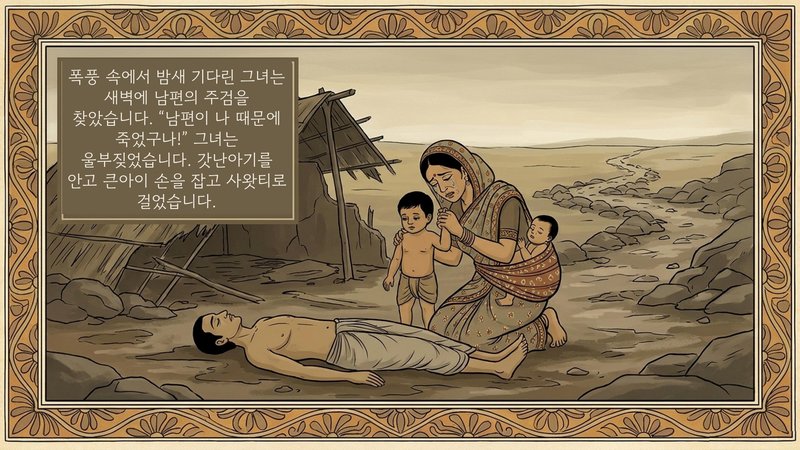 폭풍 속에서 밤새 기다린 그녀는
새벽에 남편의 주검을
찾았습니다. “남편이 나 때문에
죽었구나!” 그녀는
울부짖었습니다. 갓난아기를
안고 큰아이 손을 잡고 사왓티로
걸었습니다.